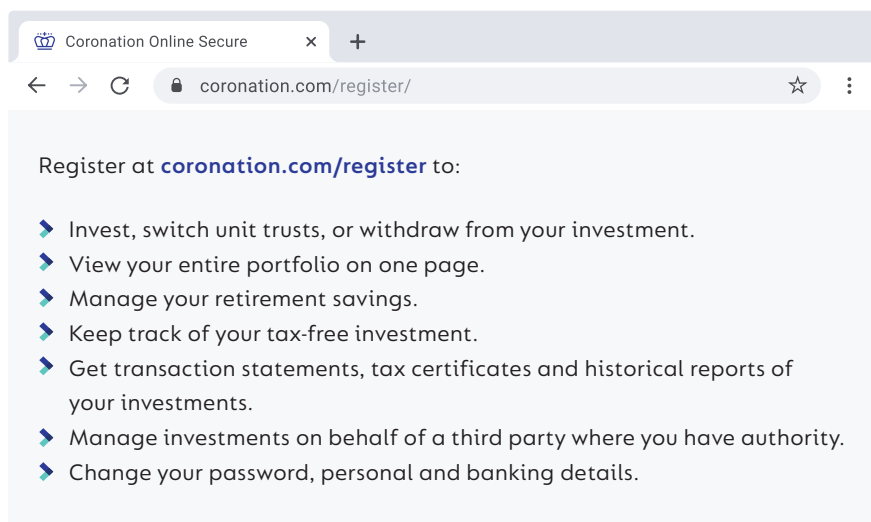 Coronation Online Secure
coronation.com/register/
Register at coronation.com/register to:
Invest, switch unit trusts, or withdraw from your investment.
View your entire portfolio on one page.
Manage your retirement savings.
Keep track of your tax-free investment.
Get transaction statements, tax certificates and historical reports of
your investments.
Manage investments on behalf of a third party where you have authority.
Change your password, personal and banking details.